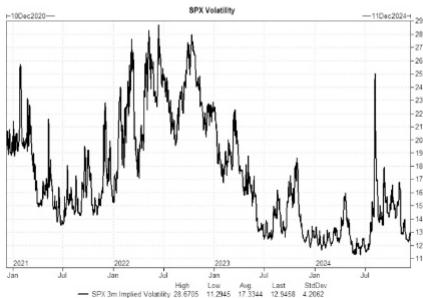 SPX Volatility
10Dec2020
11Dec2024
29
28
27
26
25
24
23
22
21
20
19
18
17
16
15
14
13
12
11
2021 2022 2023 2024
Jan Jul Jan Jul Jan Jul Jan Jul
High Low Avg Last StdDev
SPX 3m Implied Volatility 28.6705 11.2945 17.3344 12.9458 4.2062